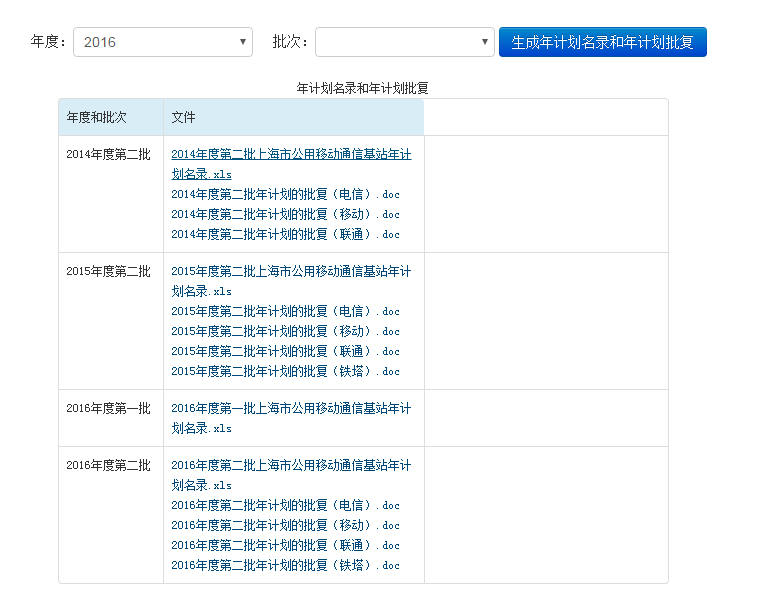 年度： 2016 批次： 生成年计划名录和年计划批复
年计划名录和年计划批复
年度和批次 文件
2014年度第二批 2014年度第二批上海市公用移动通信基站年计
划名录.xls
2014年度第二批年计划的批复（电信）.doc
2014年度第二批年计划的批复（移动）.doc
2014年度第二批年计划的批复（联通）.doc
2015年度第二批 2015年度第二批上海市公用移动通信基站年计
划名录.xls
2015年度第二批年计划的批复（电信）.doc
2015年度第二批年计划的批复（移动）.doc
2015年度第二批年计划的批复（联通）.doc
2015年度第二批年计划的批复（铁塔）.doc
2016年度第一批 2016年度第一批上海市公用移动通信基站年计
划名录.xls
2016年度第二批 2016年度第二批上海市公用移动通信基站年计
划名录.xls
2016年度第二批年计划的批复（电信）.doc
2016年度第二批年计划的批复（移动）.doc
2016年度第二批年计划的批复（联通）.doc
2016年度第二批年计划的批复（铁塔）.doc